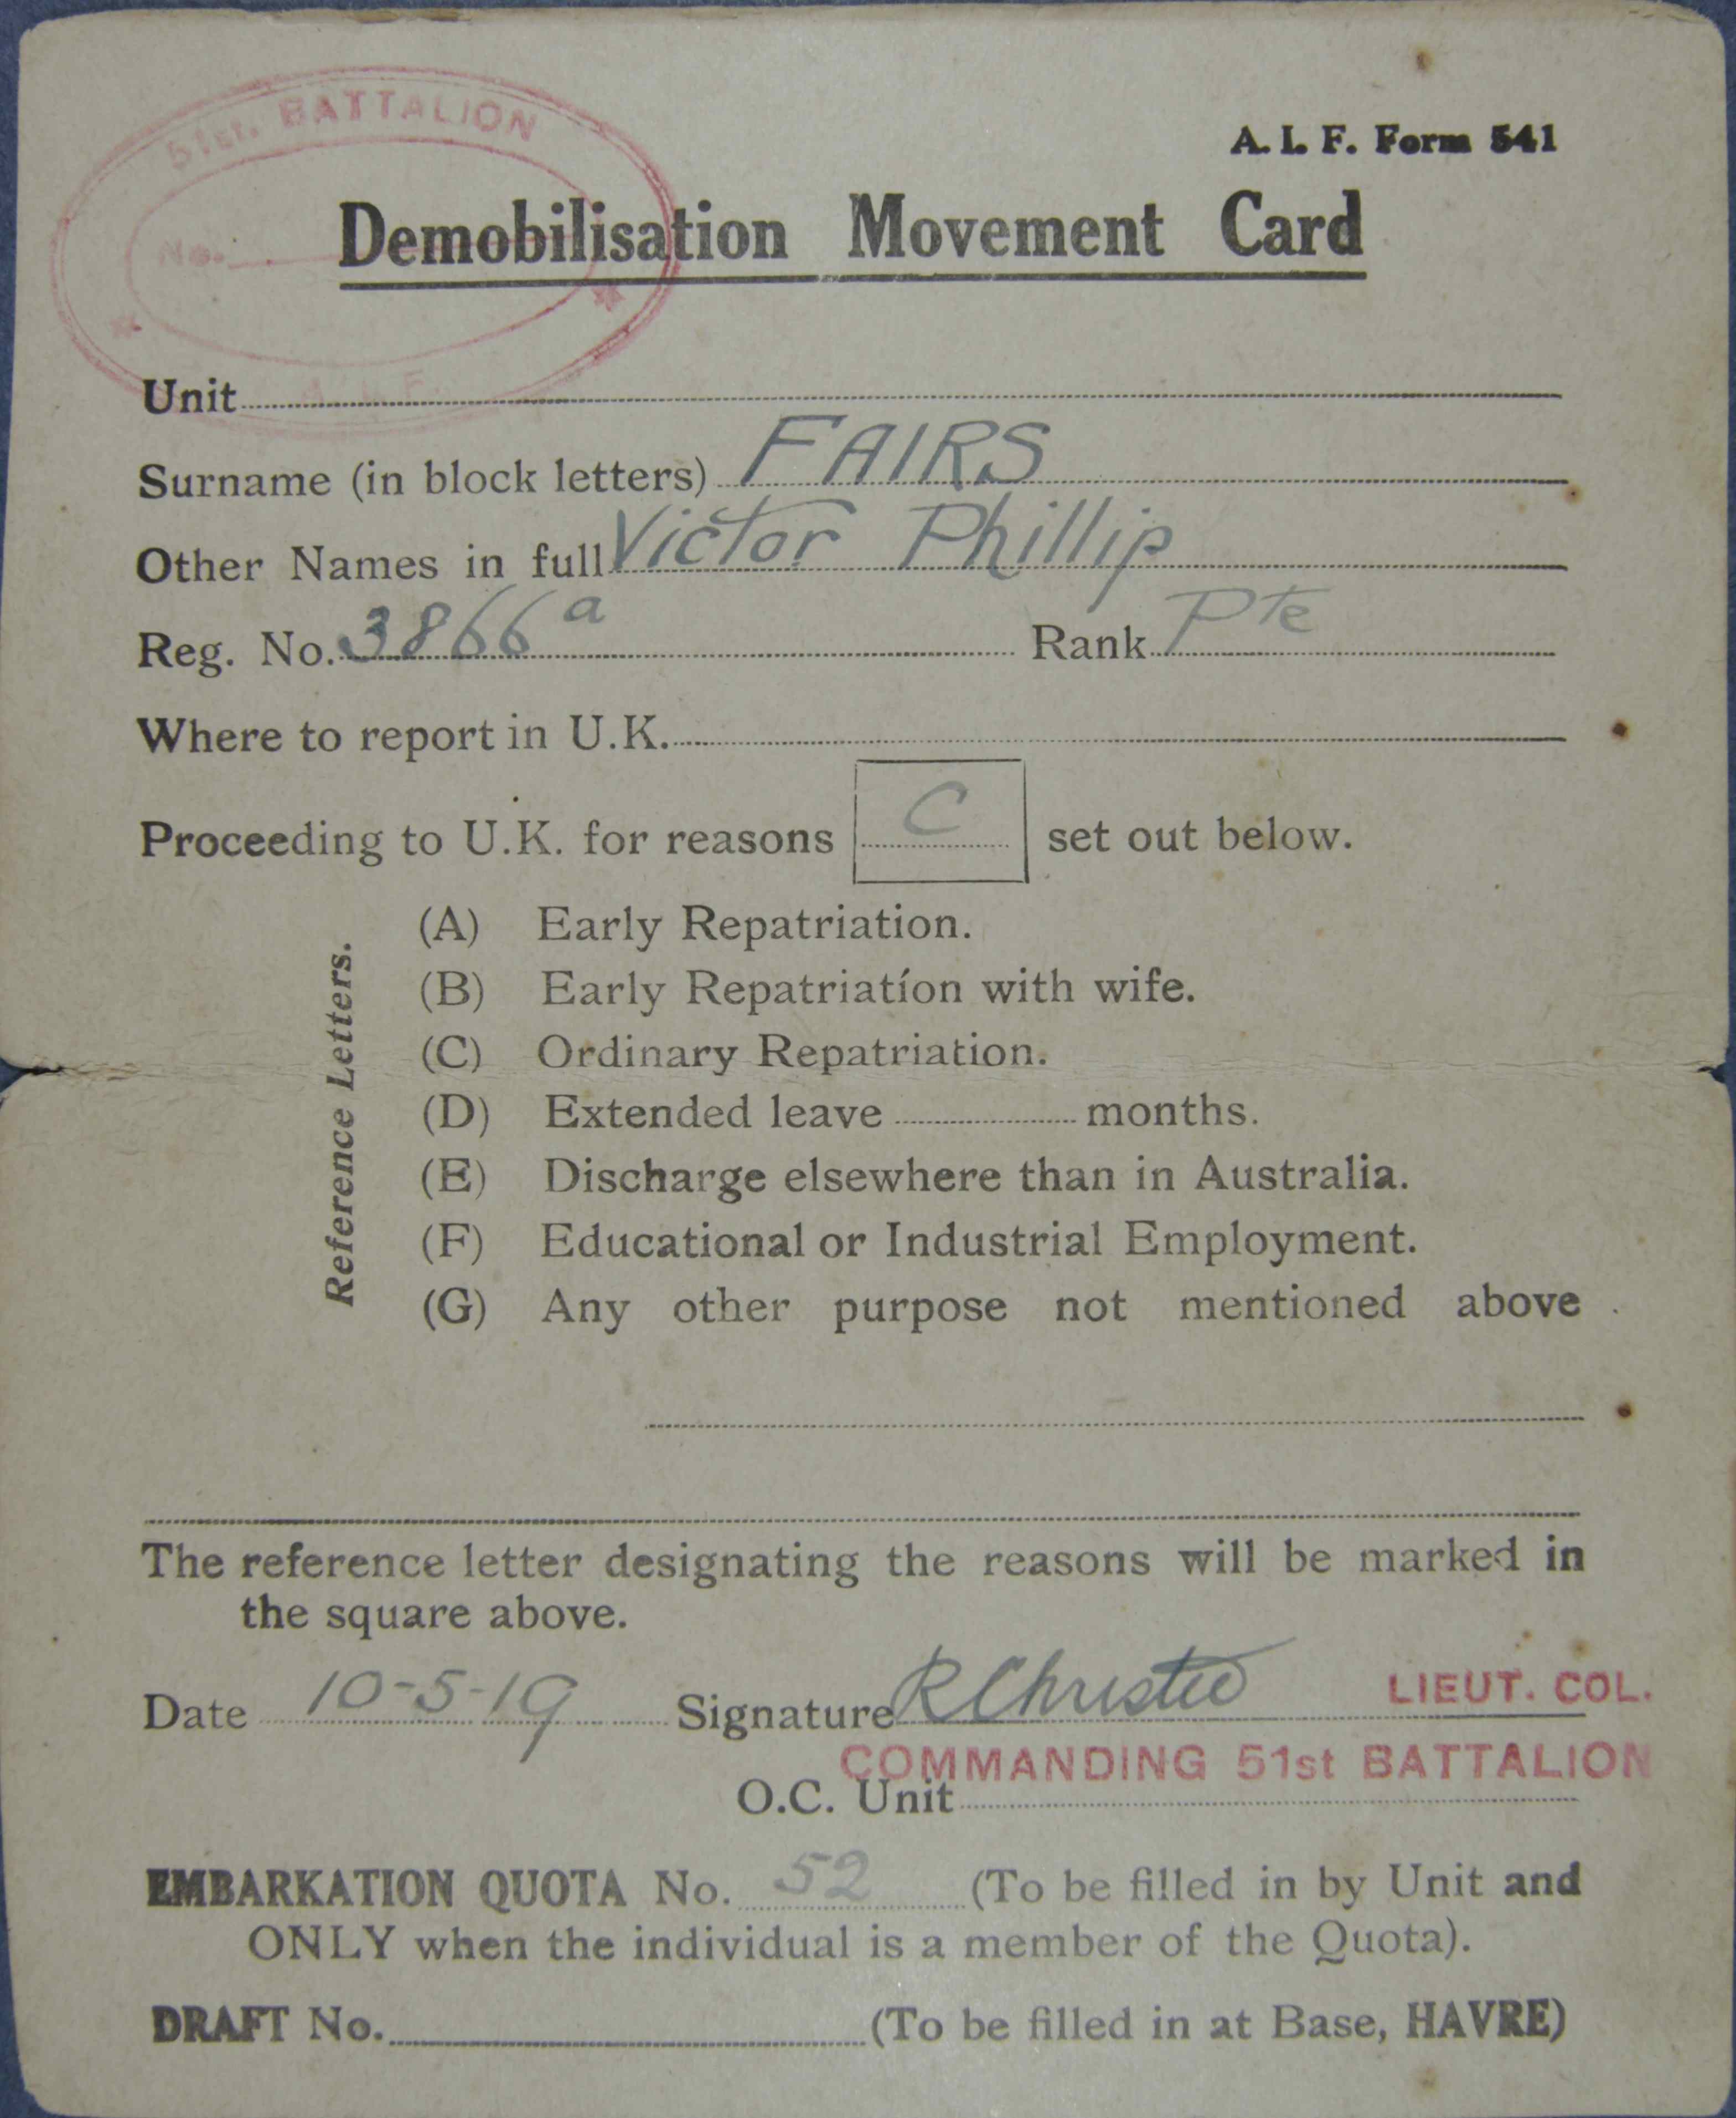 51st. BATTALION
No.
A. I. F. Form 541
Demobilisation Movement Card
Unit
Surname (in block letters) FAIRS
Other Names in full Victor Phillip
Reg. No. 3866a Rank Pte
Where to report in U.K.
Proceeding to U.K. for reasons C set out below.
Reference Letters.
(A) Early Repatriation.
(B) Early Repatriation with wife.
(C) Ordinary Repatriation.
(D) Extended leave months.
(E) Discharge elsewhere than in Australia.
(F) Educational or Industrial Employment.
(G) Any other purpose not mentioned above
The reference letter designating the reasons will be marked in
the square above.
Date 10-5-19 Signature RChristie LIEUT. COL.
COMMANDING 51st BATTALION
O.C. Unit
EMBARKATION QUOTA No. 52 (To be filled in by Unit and
ONLY when the individual is a member of the Quota).
DRAFT No. (To be filled in at Base, HAVRE)